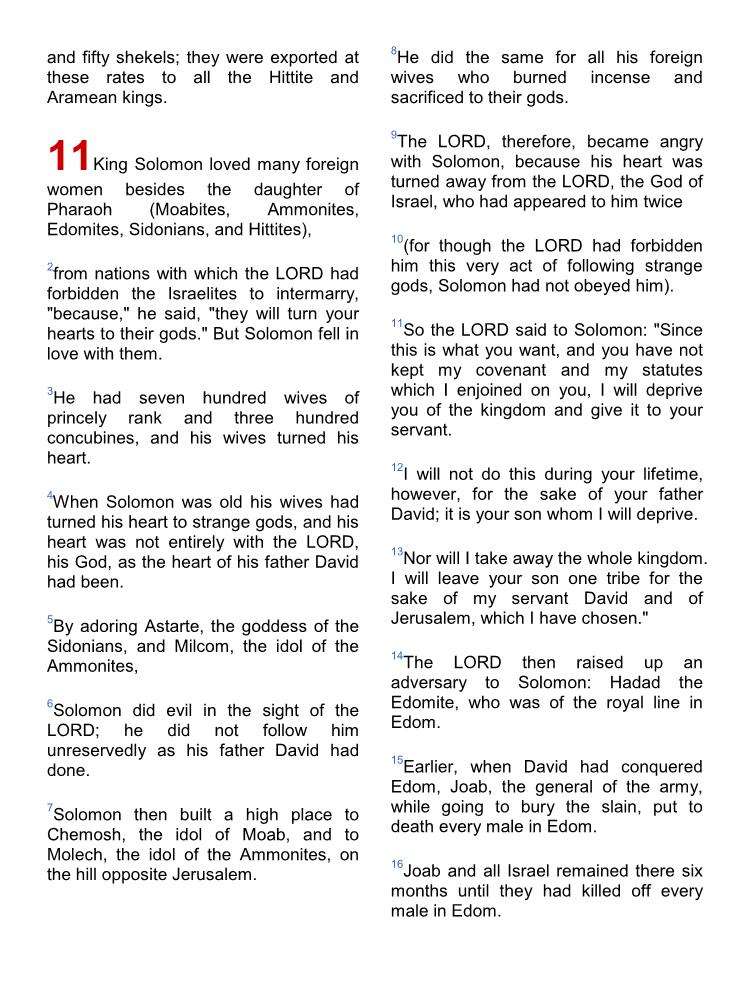 and fifty shekels; they were exported at
these rates to all the Hittite and
Aramean kings.
11King Solomon loved many foreign
women besides the daughter of
Pharaoh (Moabites, Ammonites,
Edomites, Sidonians, and Hittites),
2from nations with which the LORD had
forbidden the Israelites to intermarry,
"because," he said, "they will turn your
hearts to their gods." But Solomon fell in
love with them.
3He had seven hundred wives of
princely rank and three hundred
concubines, and his wives turned his
heart.
4When Solomon was old his wives had
turned his heart to strange gods, and his
heart was not entirely with the LORD,
his God, as the heart of his father David
had been.
5By adoring Astarte, the goddess of the
Sidonians, and Milcom, the idol of the
Ammonites,
6Solomon did evil in the sight of the
LORD; he did not follow him
unreservedly as his father David had
done.
7Solomon then built a high place to
Chemosh, the idol of Moab, and to
Molech, the idol of the Ammonites, on
the hill opposite Jerusalem.
8He did the same for all his foreign
wives who burned incense and
sacrificed to their gods.
9The LORD, therefore, became angry
with Solomon, because his heart was
turned away from the LORD, the God of
Israel, who had appeared to him twice
10(for though the LORD had forbidden
him this very act of following strange
gods, Solomon had not obeyed him).
11So the LORD said to Solomon: "Since
this is what you want, and you have not
kept my covenant and my statutes
which I enjoined on you, I will deprive
you of the kingdom and give it to your
servant.
12I will not do this during your lifetime,
however, for the sake of your father
David; it is your son whom I will deprive.
13Nor will I take away the whole kingdom.
I will leave your son one tribe for the
sake of my servant David and of
Jerusalem, which I have chosen."
14The LORD then raised up an
adversary to Solomon: Hadad the
Edomite, who was of the royal line in
Edom.
15Earlier, when David had conquered
Edom, Joab, the general of the army,
while going to bury the slain, put to
death every male in Edom.
16Joab and all Israel remained there six
months until they had killed off every
male in Edom.